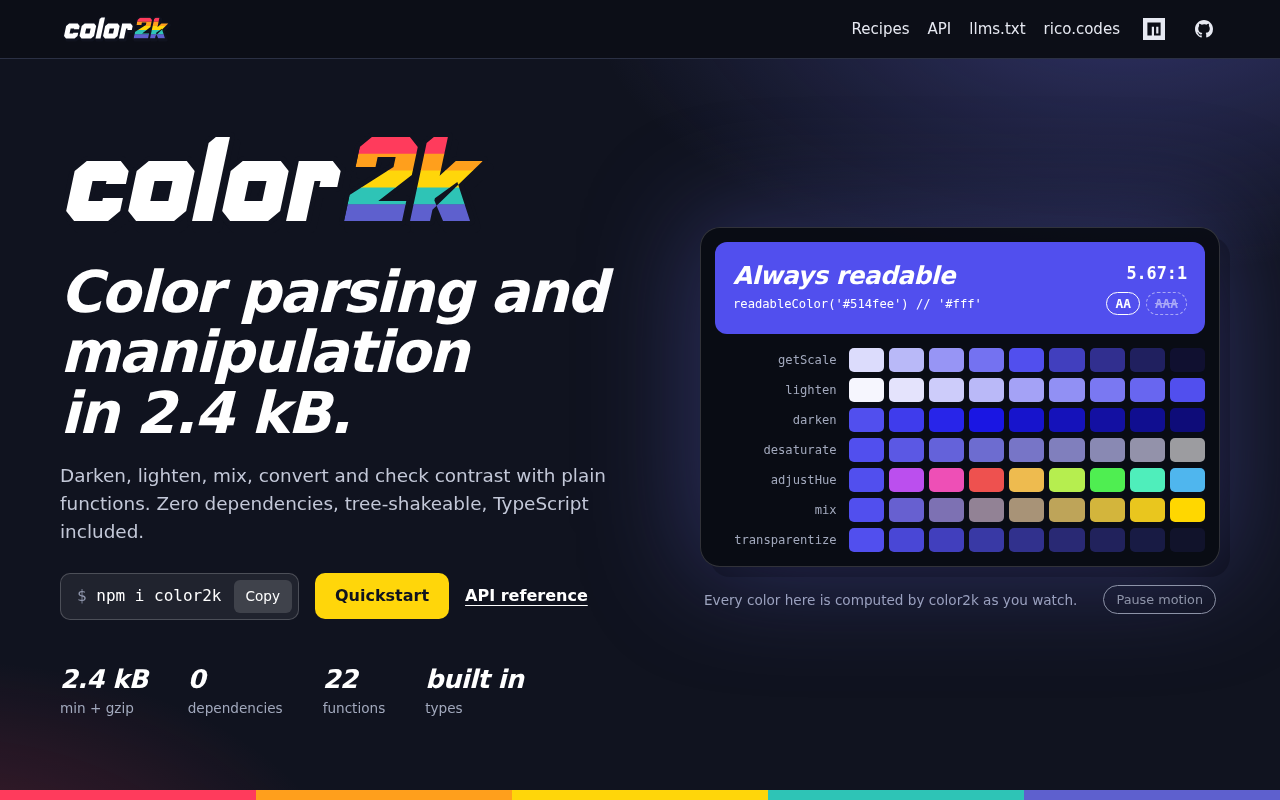 color2k
Recipes API llms.txt rico.codes
color2k
Color parsing and
manipulation
in 2.4 kB.
Darken, lighten, mix, convert and check contrast with plain
functions. Zero dependencies, tree-shakeable, TypeScript
included.
$ npm i color2k Copy
Quickstart
API reference
2.4 kB
min + gzip
0
dependencies
22
functions
built in
types
Always readable
5.67:1
readableColor('#514fee') // '#fff'
AA AAA
getScale
lighten
darken
desaturate
adjustHue
mix
transparentize
Every color here is computed by color2k as you watch.
Pause motion